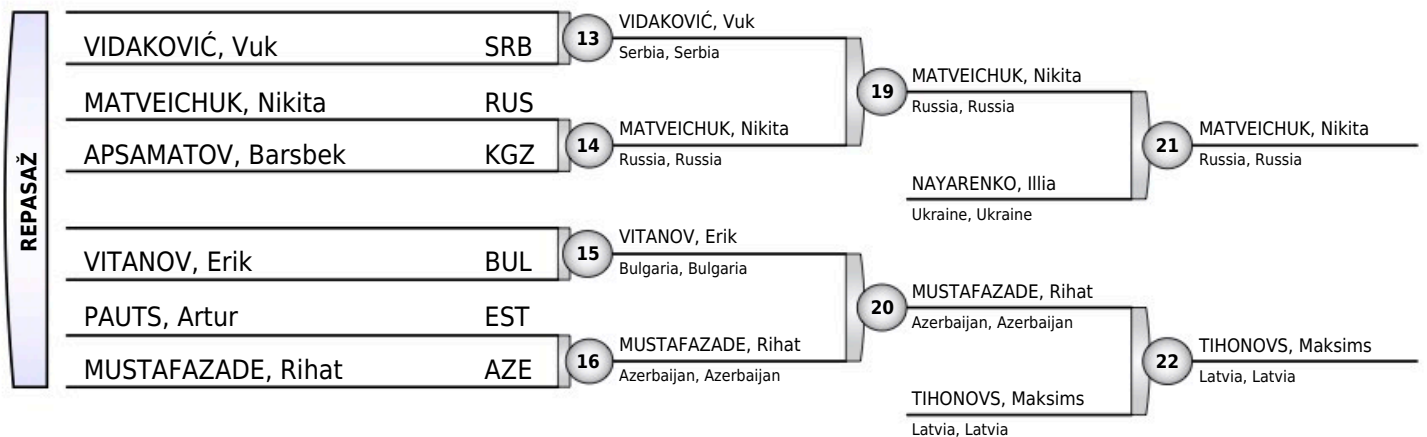 REPASAŽ
VIDAKOVIĆ, Vuk SRB
MATVEICHUK, Nikita RUS
APSAMATOV, Barsbek KGZ
VITANOV, Erik BUL
PAUTS, Artur EST
MUSTAFAZADE, Rihat AZE
13
VIDAKOVIĆ, Vuk
Serbia, Serbia
14
MATVEICHUK, Nikita
Russia, Russia
15
VITANOV, Erik
Bulgaria, Bulgaria
16
MUSTAFAZADE, Rihat
Azerbaijan, Azerbaijan
19
MATVEICHUK, Nikita
Russia, Russia
NAYARENKO, Illia
Ukraine, Ukraine
20
MUSTAFAZADE, Rihat
Azerbaijan, Azerbaijan
TIHONOVS, Maksims
Latvia, Latvia
21
MATVEICHUK, Nikita
Russia, Russia
22
TIHONOVS, Maksims
Latvia, Latvia